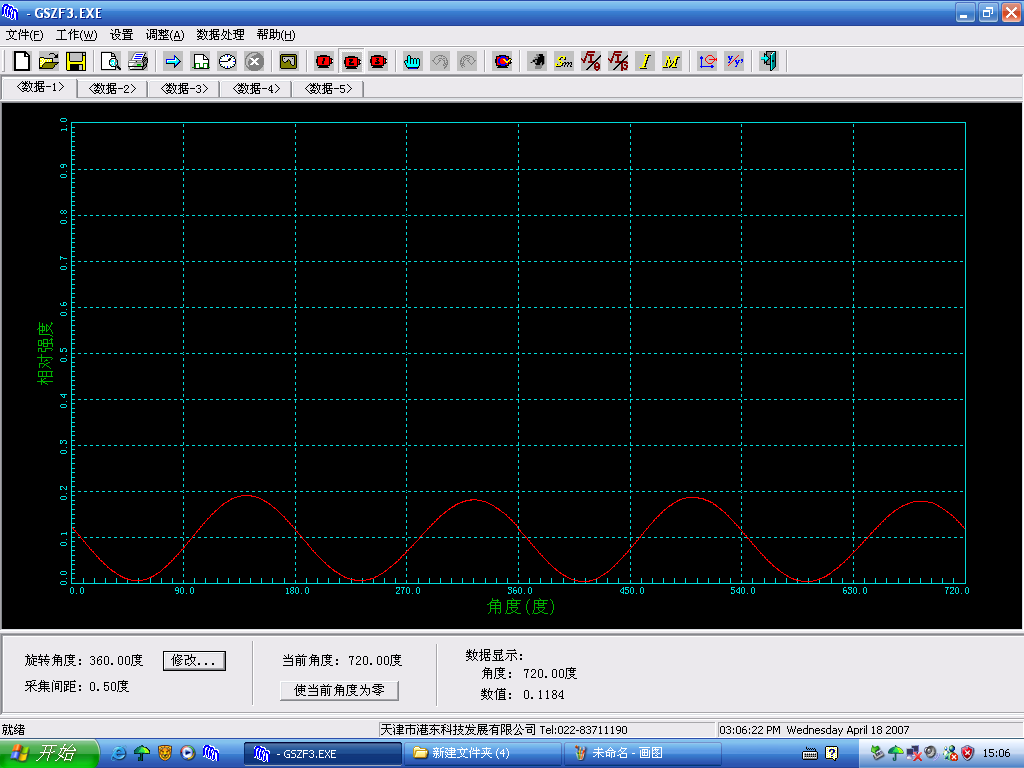 - GSZF3.EXE
文件(F) 工作(W) 设置 调整(A) 数据处理 帮助(H)
Sm I M
<数据-1> <数据-2> <数据-3> <数据-4> <数据-5>
1.0
0.9
0.8
0.7
0.6
0.5
0.4
0.3
0.2
0.1
0.0
相对强度
0.0 90.0 180.0 270.0 360.0 450.0 540.0 630.0 720.0
角度(度)
旋转角度: 360.00度 修改...
采集间距: 0.50度
当前角度: 720.00度
使当前角度为零
数据显示:
角度: 720.00度
数值: 0.1184
就绪 天津市港东科技发展有限公司 Tel:022-83711190 03:06:22 PM Wednesday April 18 2007
开始 - GSZF3.EXE 新建文件夹 (4) 未命名 - 画图 15:06